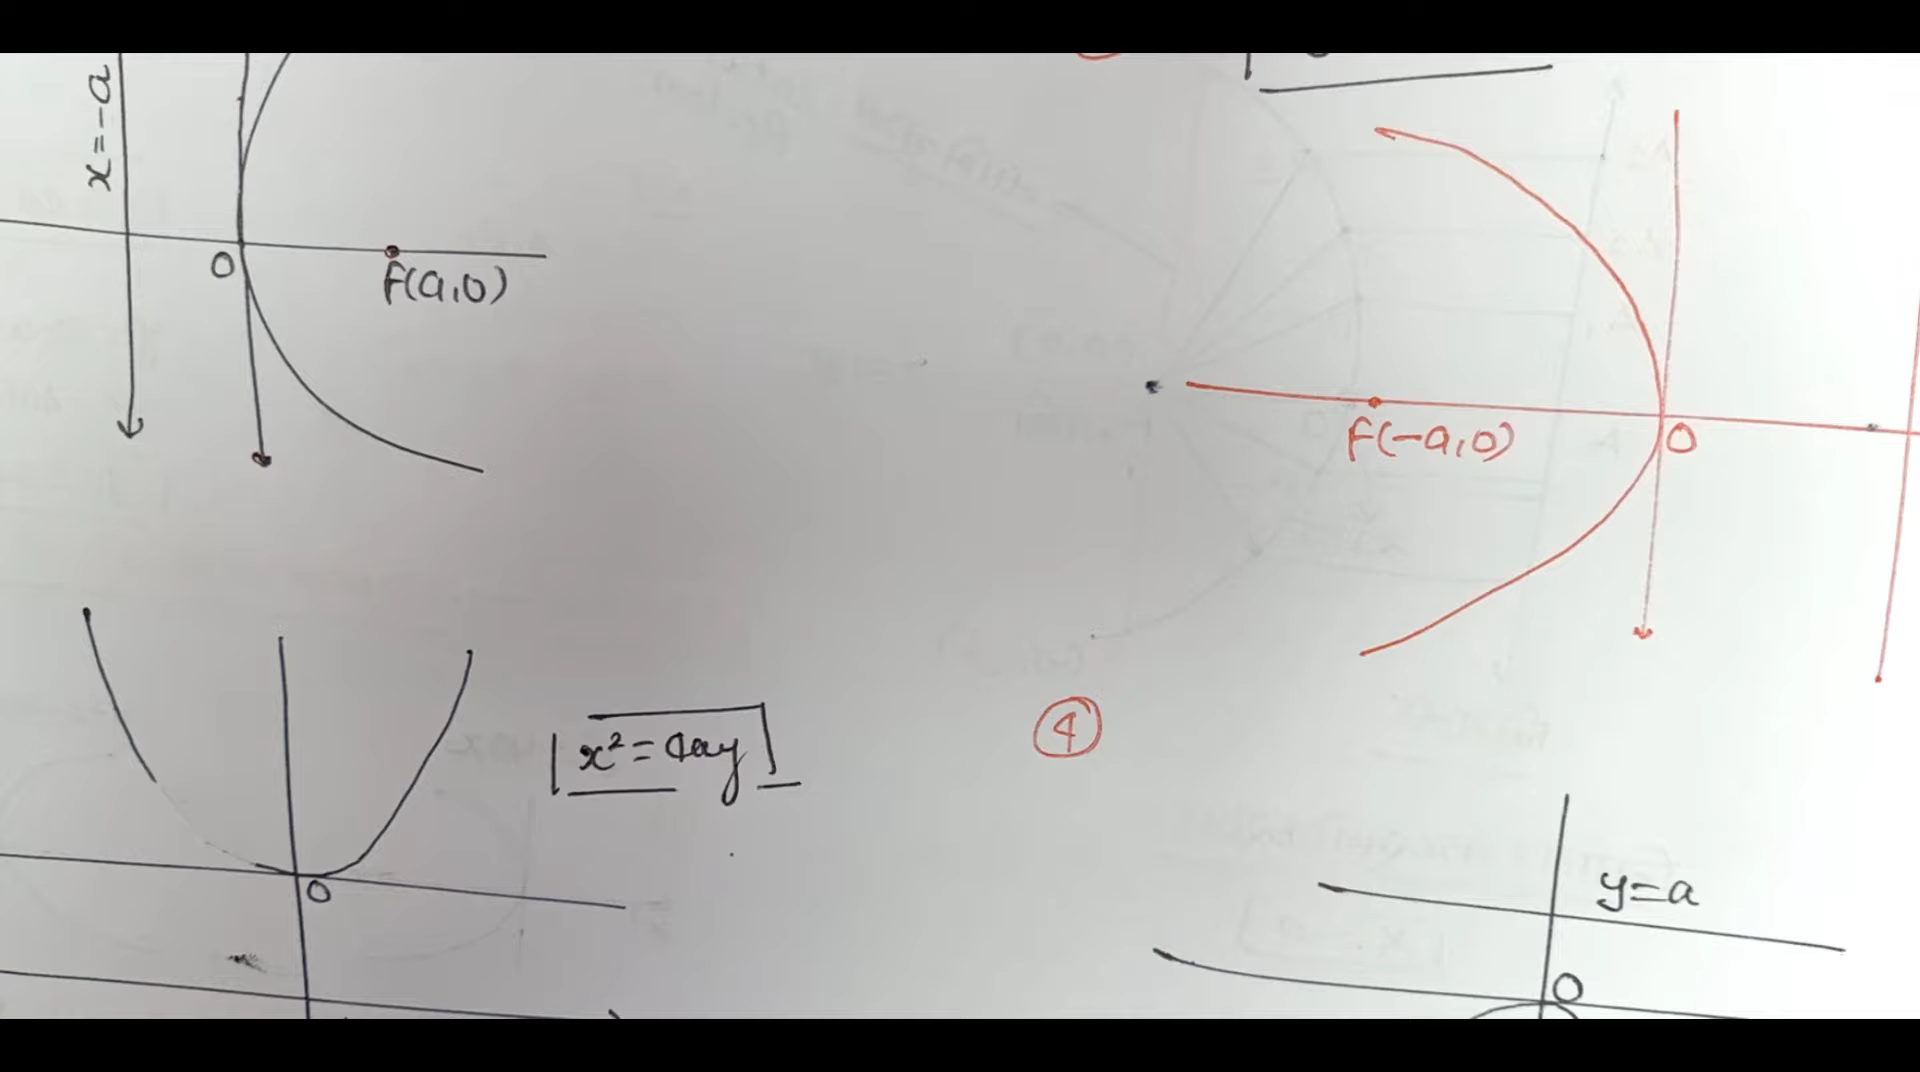 x=-a
O
F(a,0)
F(-a,0)
O
x²=4ay
O
④
y=a
O